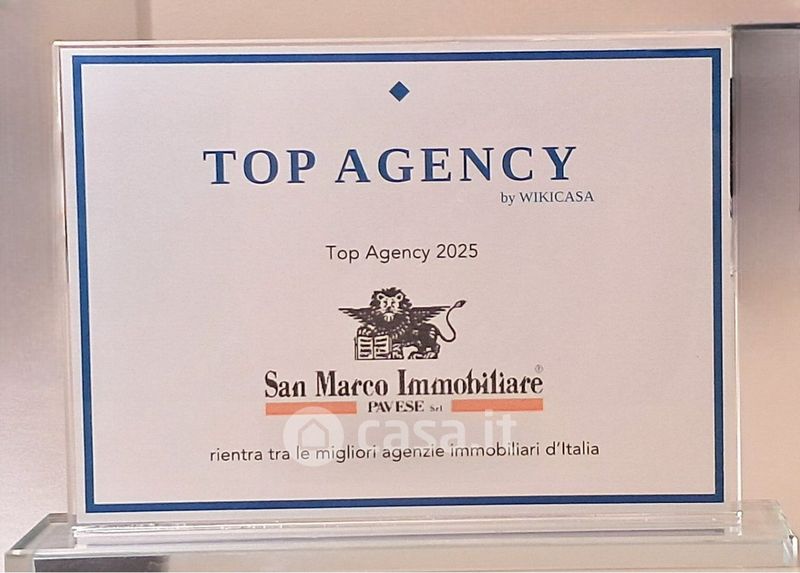 TOP AGENCY
by WIKICASA
Top Agency 2025
San Marco Immobiliare®
PAVESE Srl
casa.it
rientra tra le migliori agenzie immobiliari d'Italia